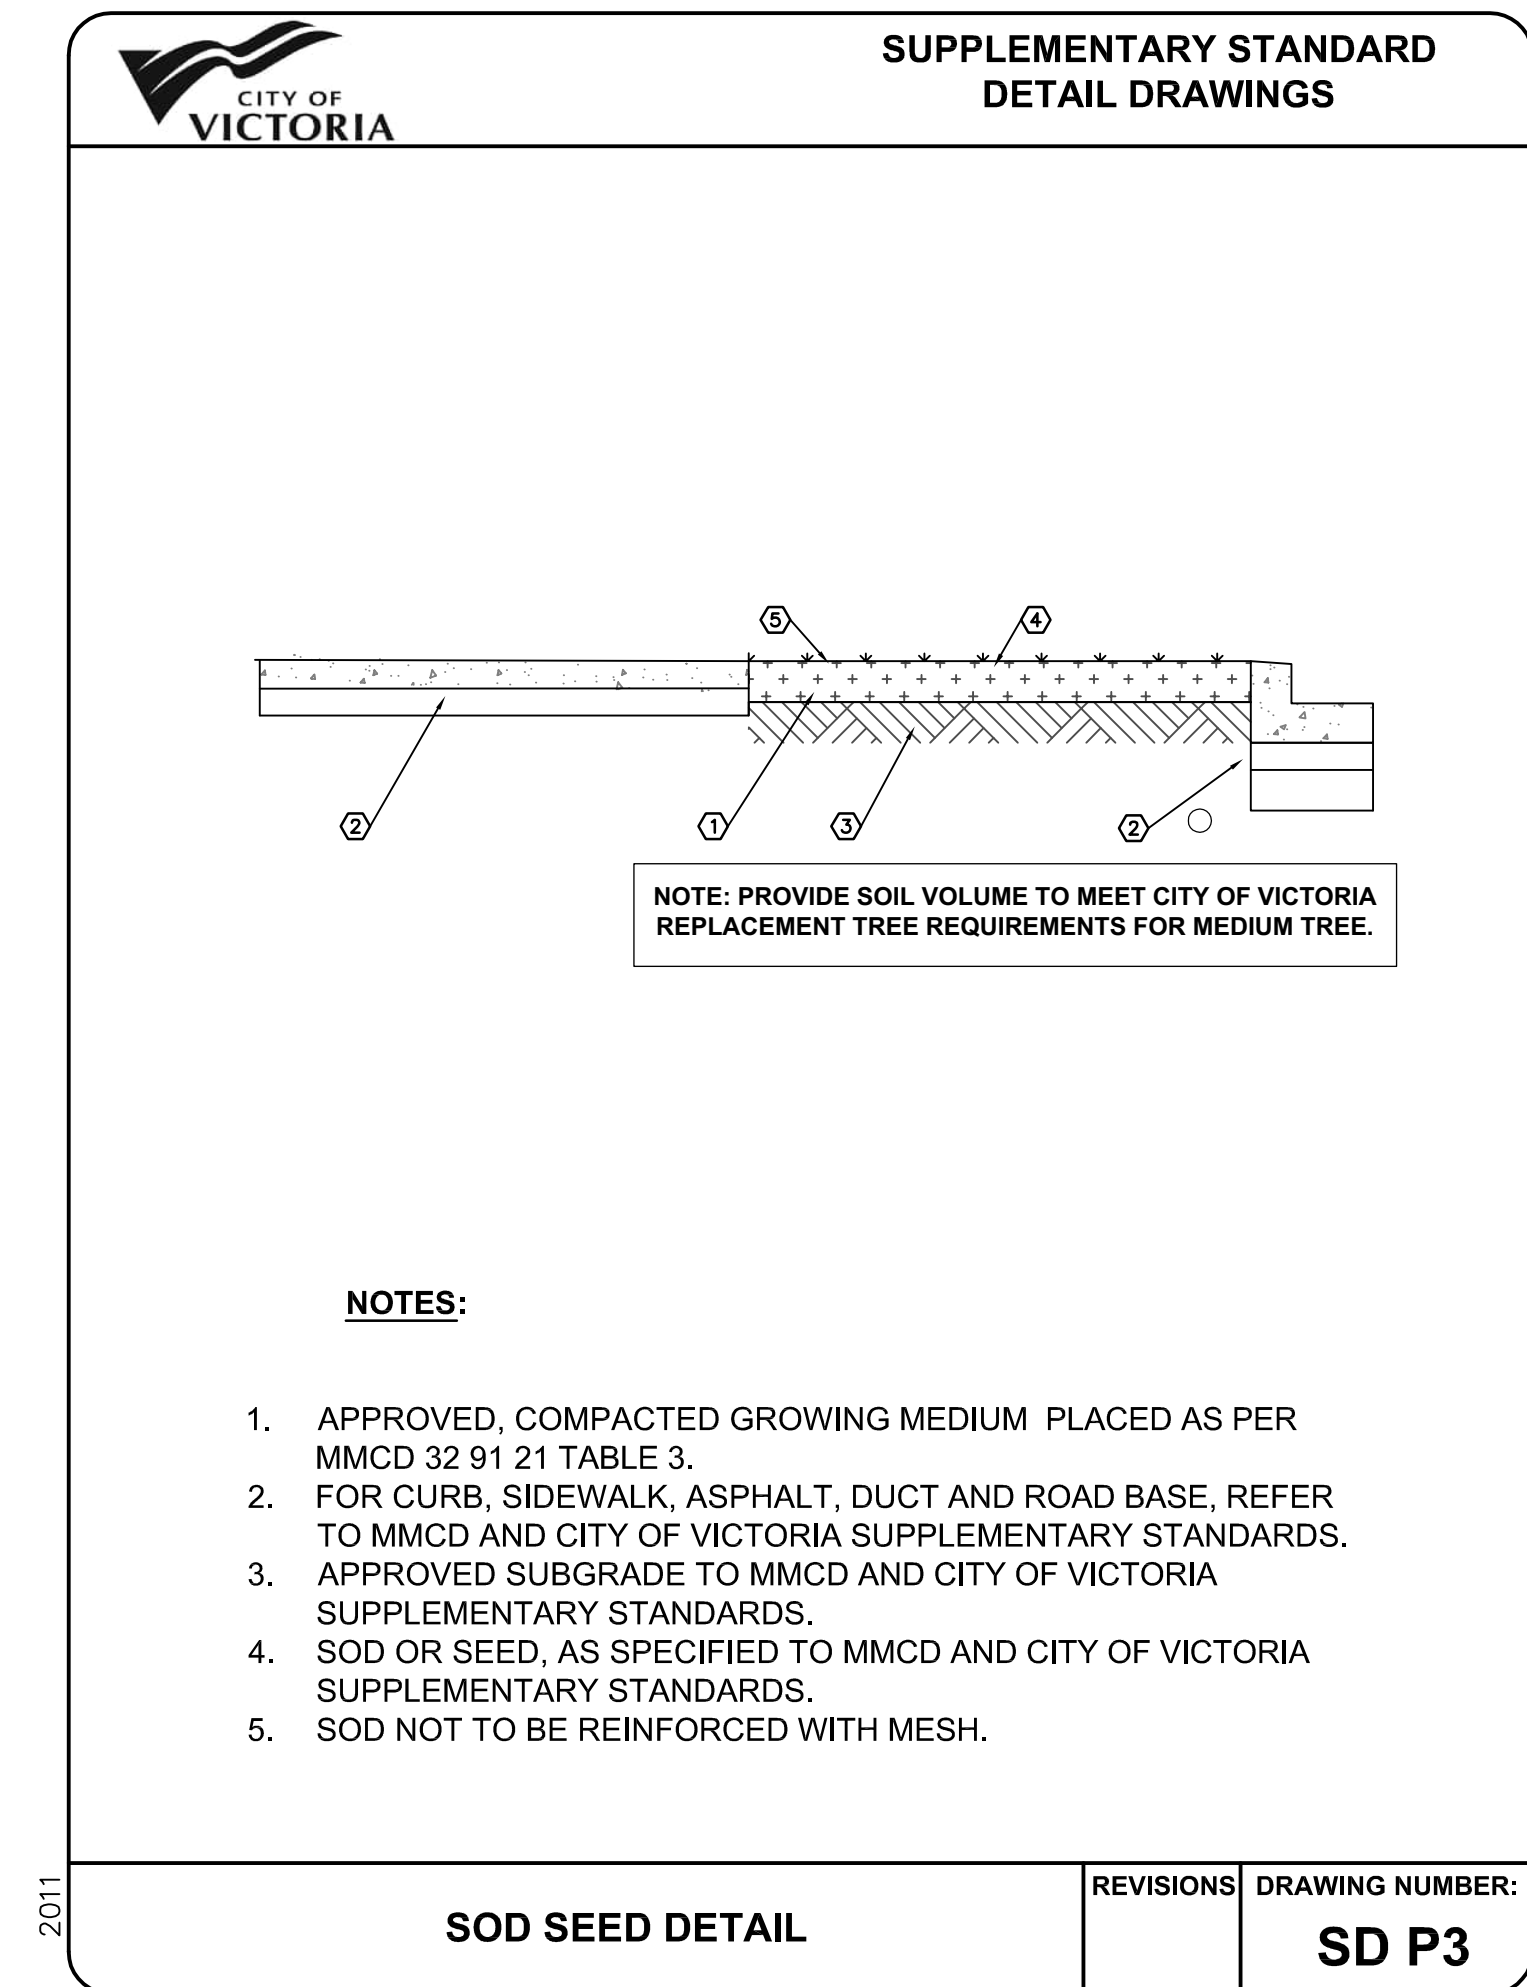 CITY OF
VICTORIA
SUPPLEMENTARY STANDARD
DETAIL DRAWINGS
5
4
2
1
3
2
NOTE: PROVIDE SOIL VOLUME TO MEET CITY OF VICTORIA
REPLACEMENT TREE REQUIREMENTS FOR MEDIUM TREE.
NOTES:
1. APPROVED, COMPACTED GROWING MEDIUM PLACED AS PER
MMCD 32 91 21 TABLE 3.
2. FOR CURB, SIDEWALK, ASPHALT, DUCT AND ROAD BASE, REFER
TO MMCD AND CITY OF VICTORIA SUPPLEMENTARY STANDARDS.
3. APPROVED SUBGRADE TO MMCD AND CITY OF VICTORIA
SUPPLEMENTARY STANDARDS.
4. SOD OR SEED, AS SPECIFIED TO MMCD AND CITY OF VICTORIA
SUPPLEMENTARY STANDARDS.
5. SOD NOT TO BE REINFORCED WITH MESH.
2011
SOD SEED DETAIL
REVISIONS
DRAWING NUMBER:
SD P3